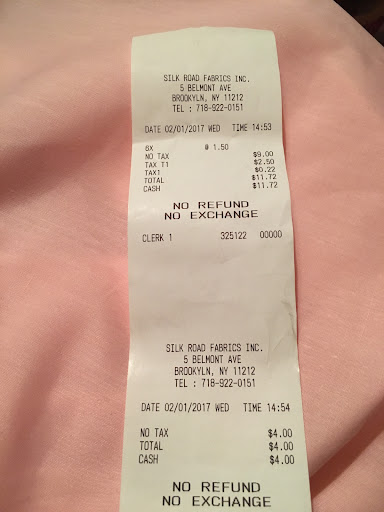 SILK ROAD FABRICS INC.
5 BELMONT AVE
BROOKYLN, NY 11212
TEL : 718-922-0151
DATE 02/01/2017 WED TIME 14:53
6X @ 1.50
NO TAX $9.00
TAX T1 $2.50
TAX1 $0.22
TOTAL $11.72
CASH $11.72
NO REFUND
NO EXCHANGE
CLERK 1 325122 00000
SILK ROAD FABRICS INC.
5 BELMONT AVE
BROOKYLN, NY 11212
TEL : 718-922-0151
DATE 02/01/2017 WED TIME 14:54
NO TAX $4.00
TOTAL $4.00
CASH $4.00
NO REFUND
NO EXCHANGE